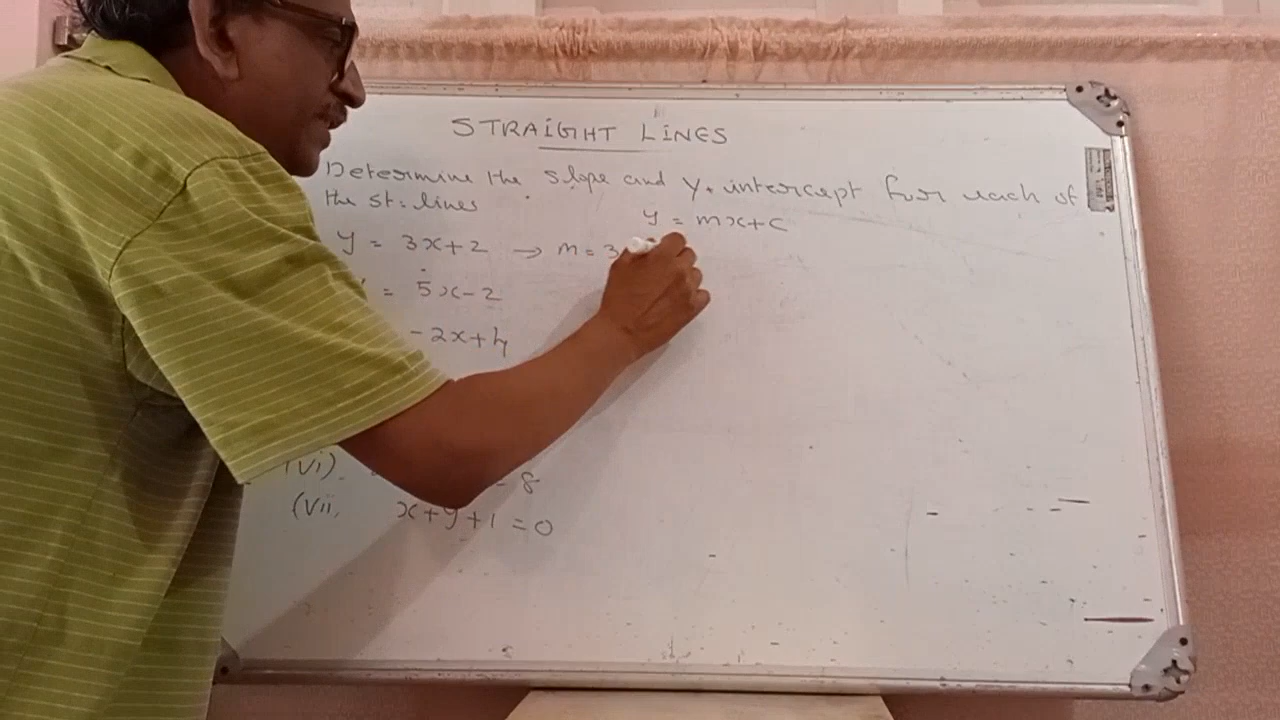 STRAIGHT LINES
Determine the slope and y-intercept for each of
the st: lines
y = mx+c
y = 3x+2 → m = 3
= 5x-2
-2x+4
(vi). = 8
(vii, x+y+1 = 0